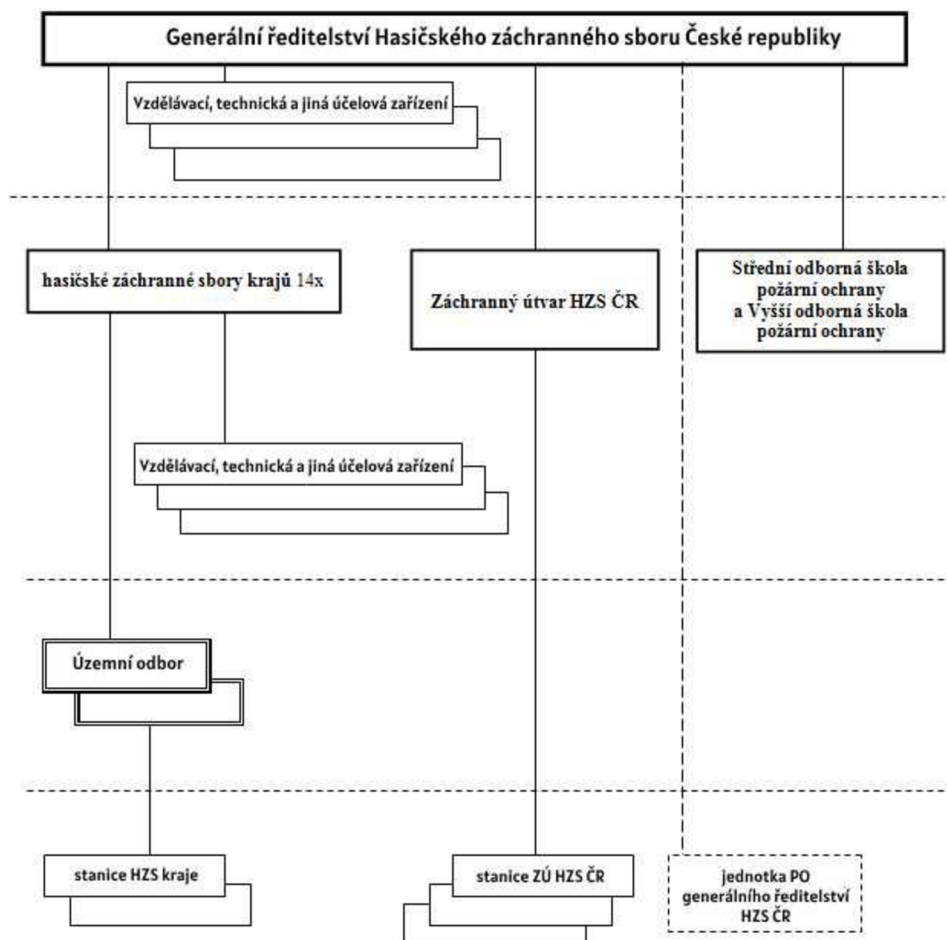 Generální ředitelství Hasičského záchranného sboru České republiky
Vzdělávací, technická a jiná účelová zařízení
hasičské záchranné sbory krajů 14x
Záchranný útvar HZS ČR
Střední odborná škola
požární ochrany
a Vyšší odborná škola
požární ochrany
Vzdělávací, technická a jiná účelová zařízení
Územní odbor
stanice HZS kraje
stanice ZÚ HZS ČR
jednotka PO
generálního ředitelství
HZS ČR